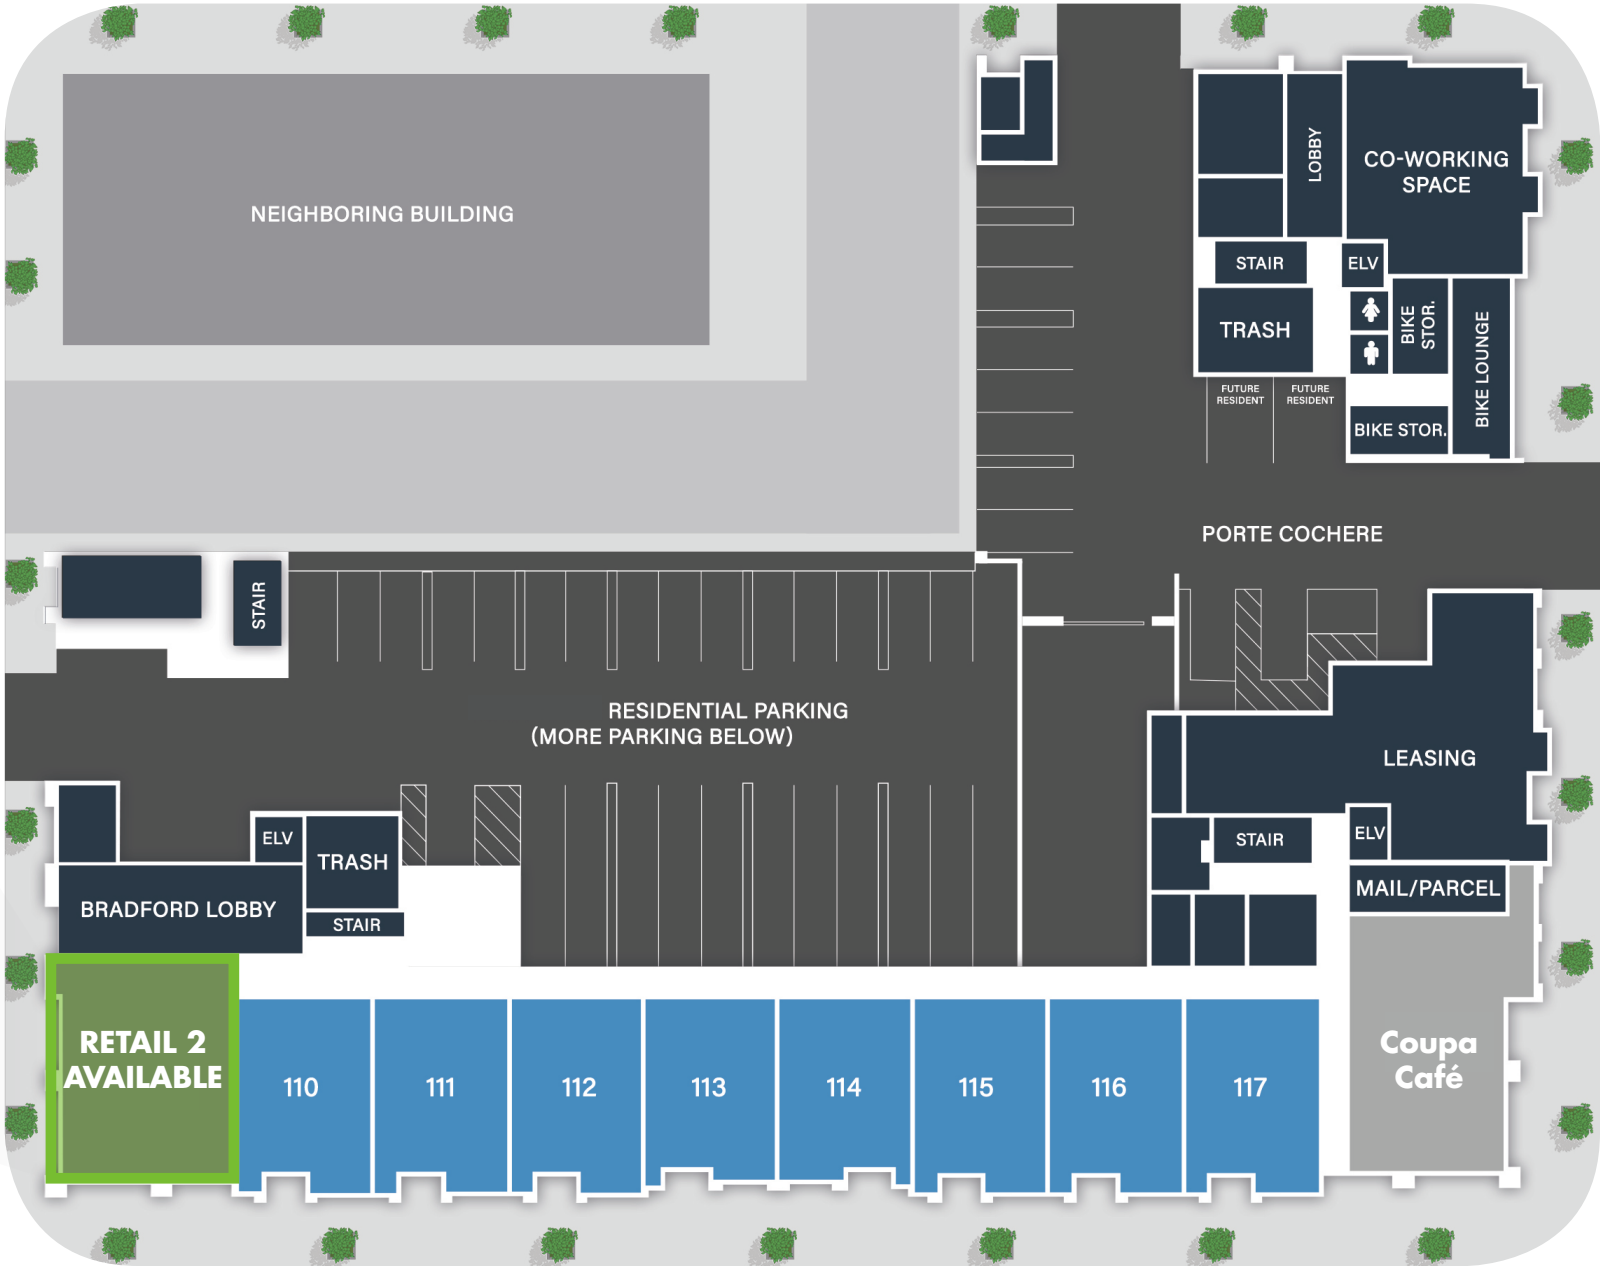 NEIGHBORING BUILDING
LOBBY
CO-WORKING
SPACE
STAIR
ELV
TRASH
BIKE
STOR.
BIKE LOUNGE
FUTURE
RESIDENT
FUTURE
RESIDENT
BIKE STOR.
PORTE COCHERE
STAIR
RESIDENTIAL PARKING
(MORE PARKING BELOW)
LEASING
ELV
TRASH
STAIR
ELV
BRADFORD LOBBY
STAIR
MAIL/PARCEL
RETAIL 2
AVAILABLE
110
111
112
113
114
115
116
117
Coupa
Café